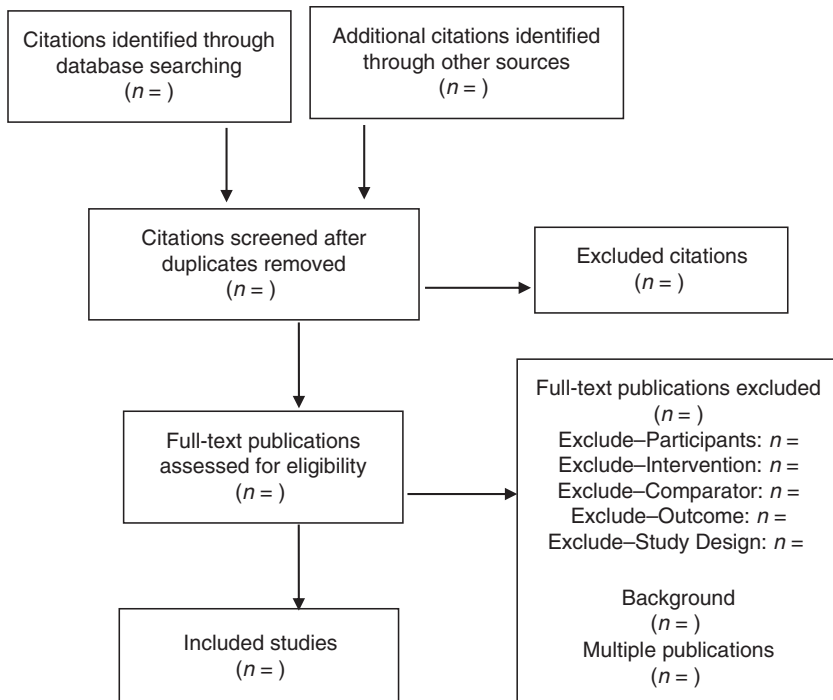 Citations identified through
database searching
(n = )
Additional citations identified
through other sources
(n = )
Citations screened after
duplicates removed
(n = )
Excluded citations
(n = )
Full-text publications
assessed for eligibility
(n = )
Full-text publications excluded
(n = )
Exclude–Participants: n =
Exclude–Intervention: n =
Exclude–Comparator: n =
Exclude–Outcome: n =
Exclude–Study Design: n =
Background
(n = )
Multiple publications
(n = )
Included studies
(n = )